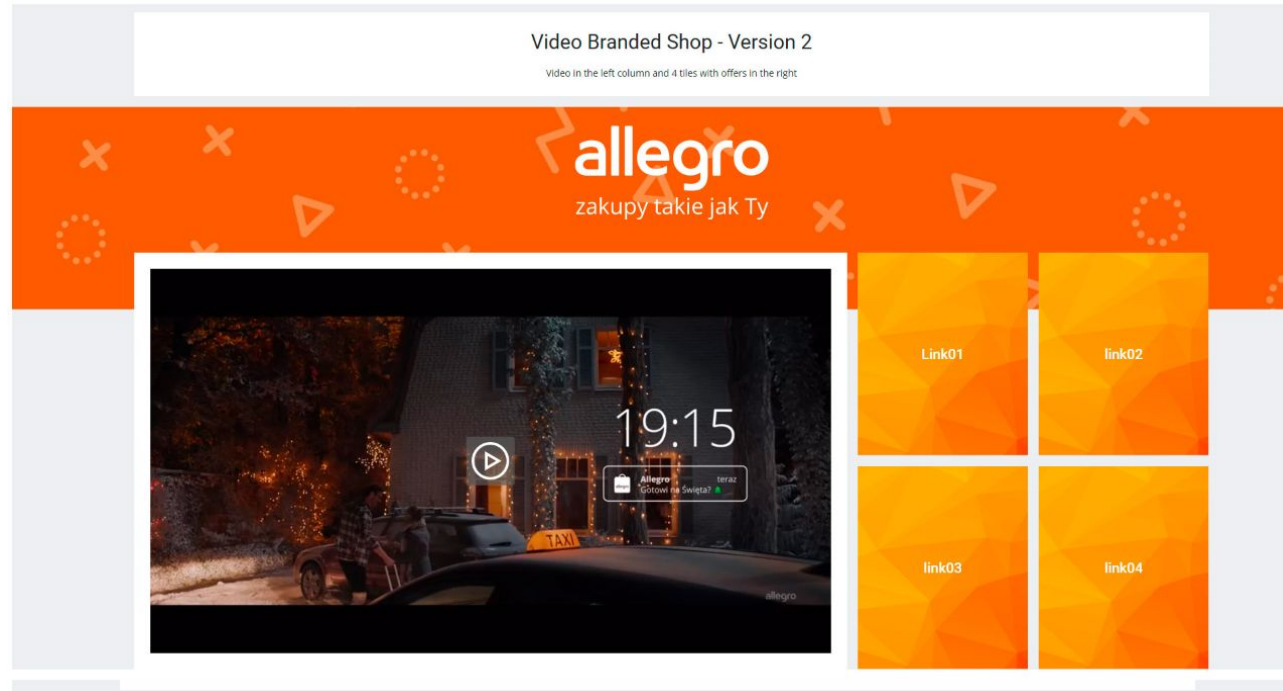 Video Branded Shop - Version 2
Video in the left column and 4 tiles with offers in the right
allegro
zakupy takie jak Ty
19:15
Allegro teraz
Gotowi na Święta?
TAXI
allegro
Link01
link02
link03
link04